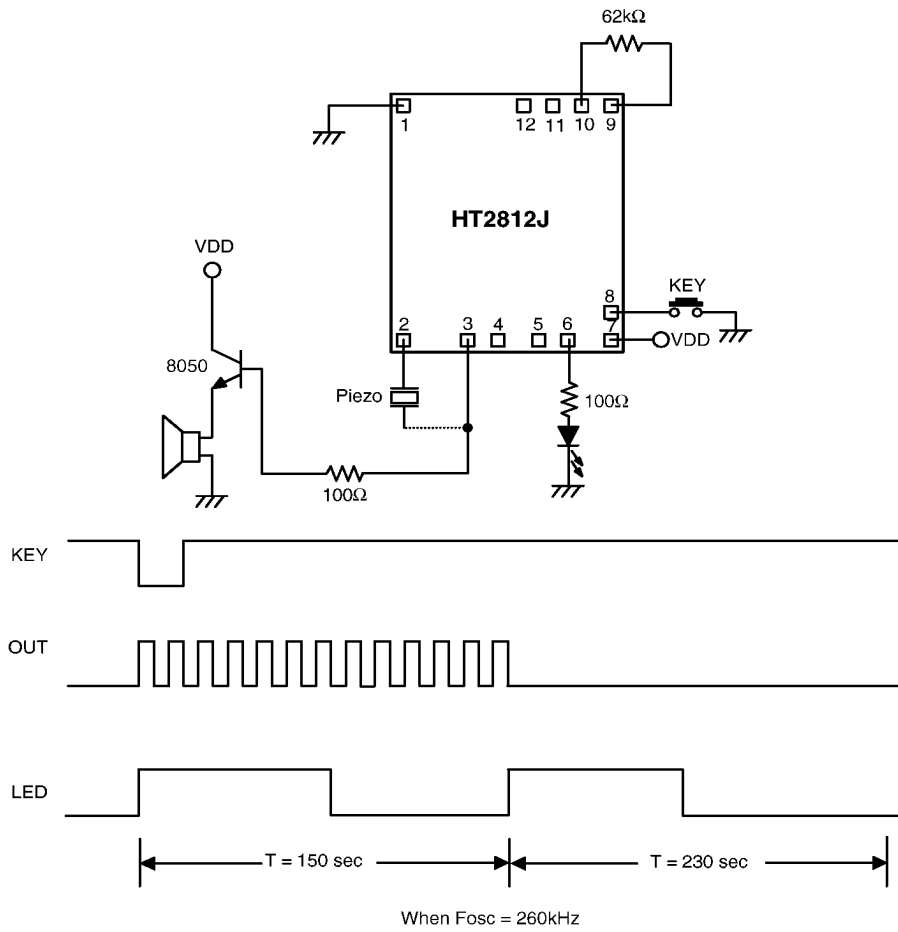 62kΩ
1
12
11
10
9
HT2812J
VDD
KEY
8
2
3
4
5
6
7
VDD
8050
Piezo
100Ω
100Ω
KEY
OUT
LED
T = 150 sec
T = 230 sec
When Fosc = 260kHz